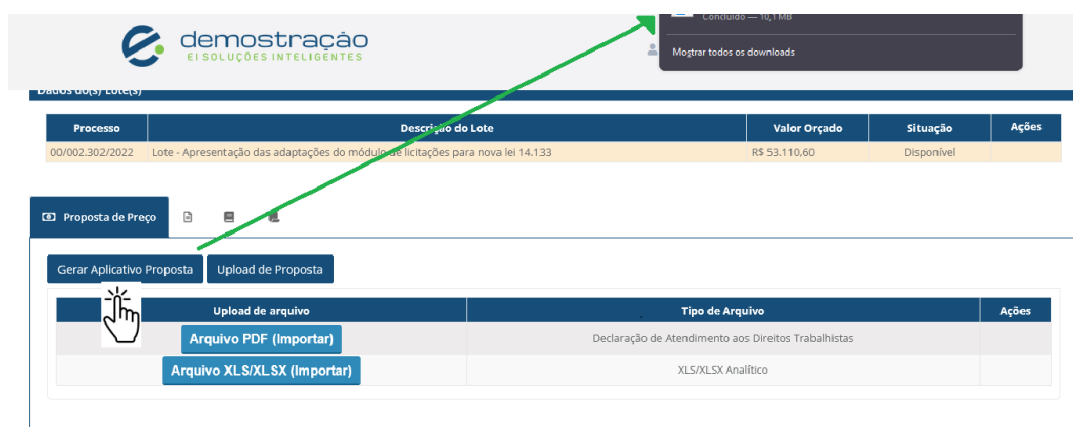 Concluído — 10,1 MB
demostração
EI SOLUÇÕES INTELIGENTES
Mostrar todos os downloads
Dados do(s) Lote(s)
Processo Descrição do Lote Valor Orçado Situação Ações
00/002.302/2022 Lote - Apresentação das adaptações do módulo de licitações para nova lei 14.133 R$ 53.110,60 Disponível
Proposta de Preço
Gerar Aplicativo Proposta Upload de Proposta
Upload de arquivo Tipo de Arquivo Ações
Arquivo PDF (Importar) Declaração de Atendimento aos Direitos Trabalhistas
Arquivo XLS/XLSX (Importar) XLS/XLSX Analítico